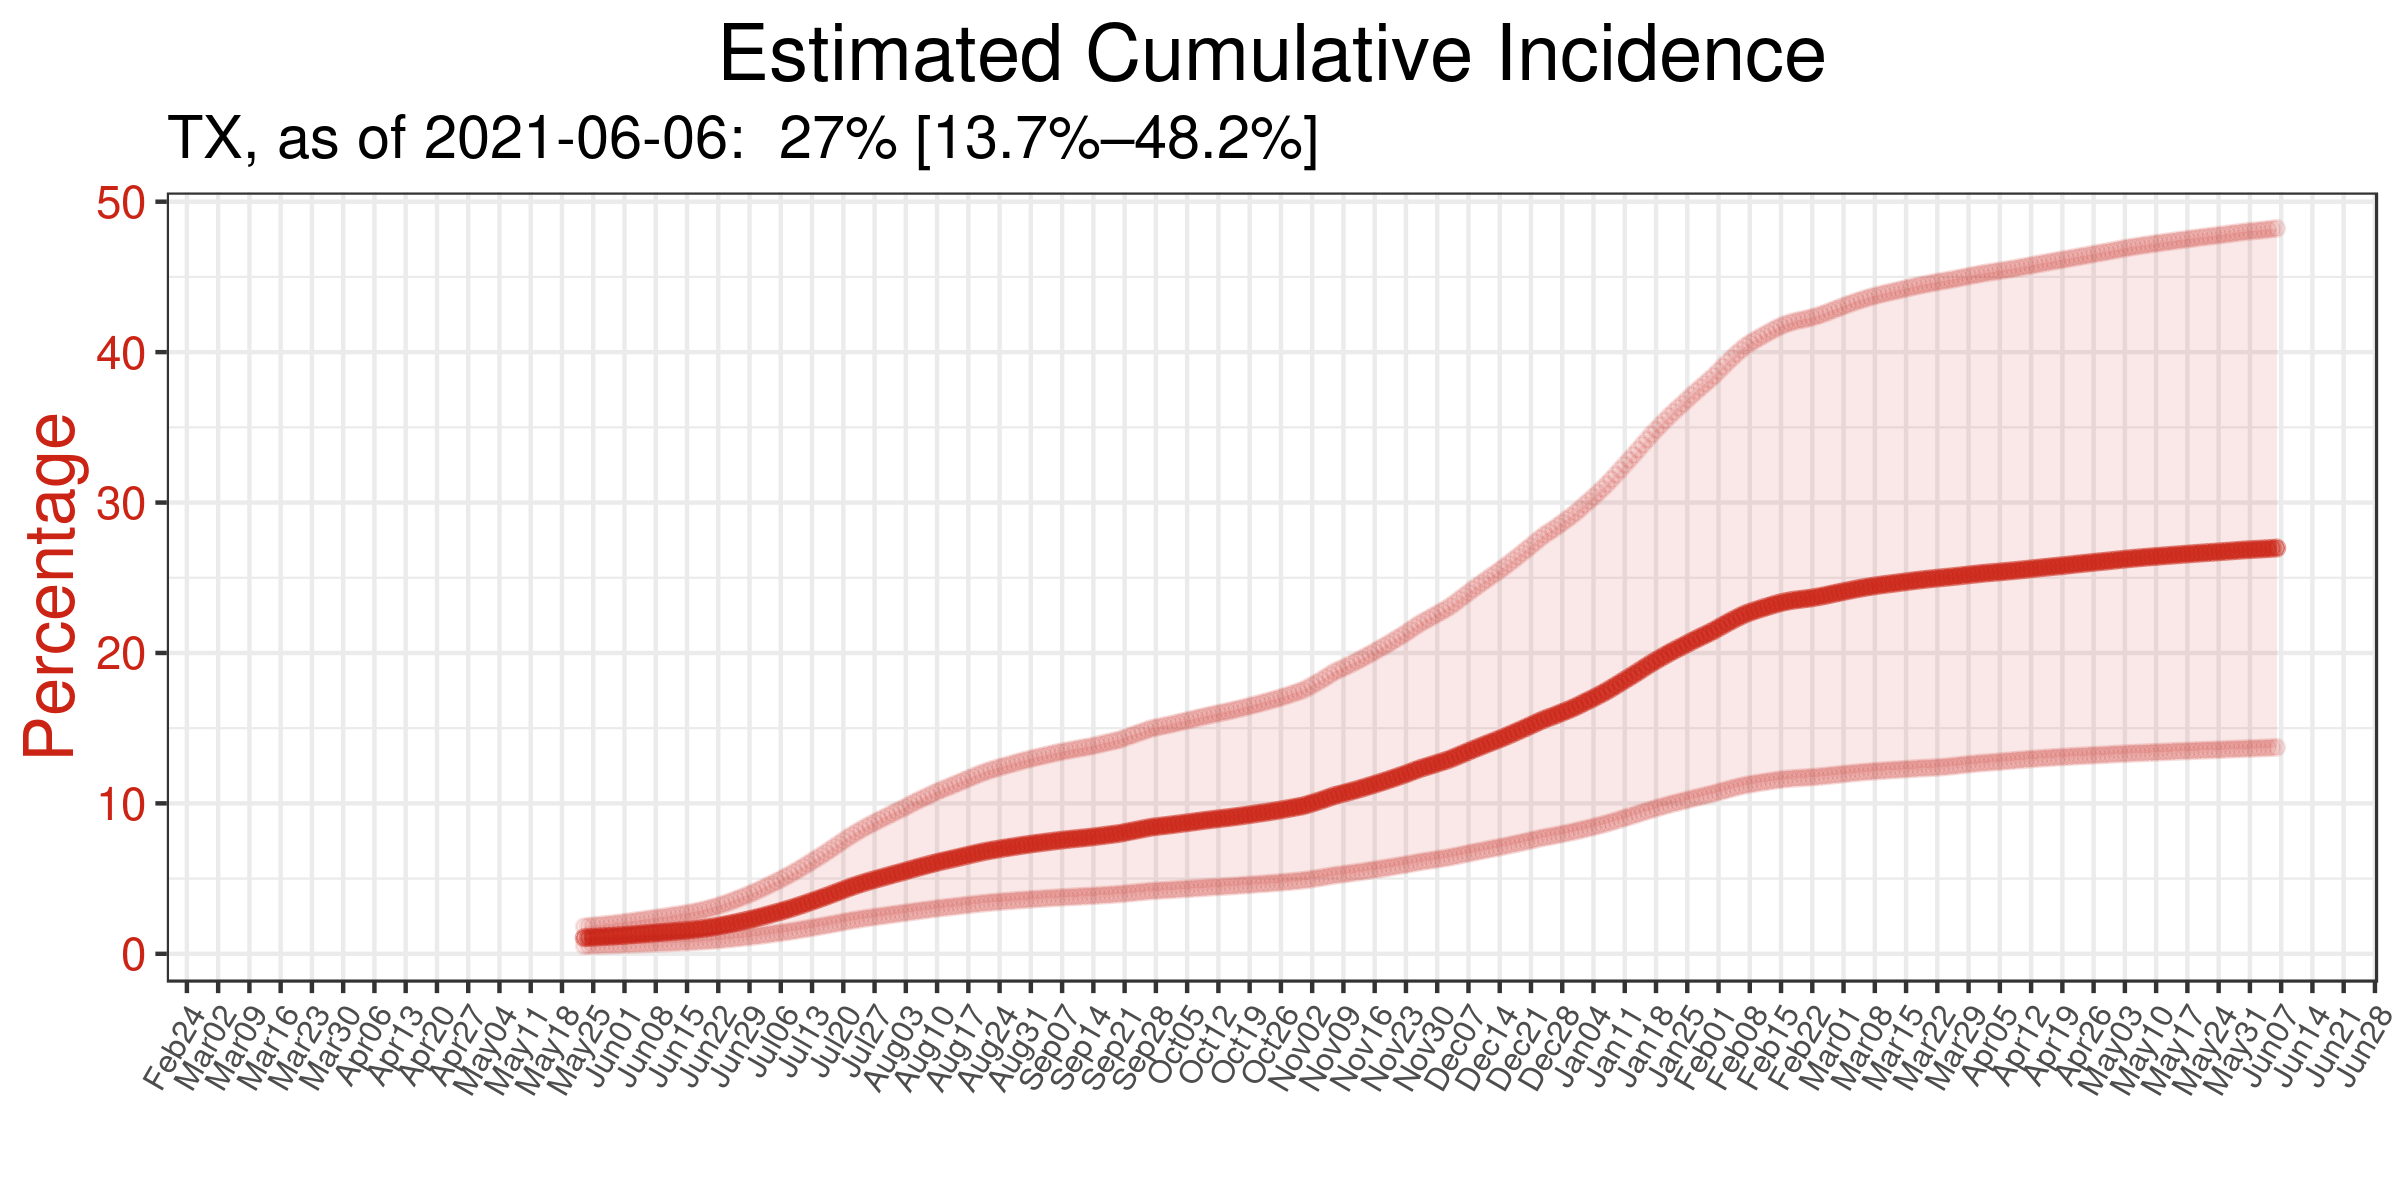 Estimated Cumulative Incidence
TX, as of 2021-06-06:  27% [13.7%–48.2%]
Percentage
50
40
30
20
10
0
Feb24
Mar02
Mar09
Mar16
Mar23
Mar30
Apr06
Apr13
Apr20
Apr27
May04
May11
May18
May25
Jun01
Jun08
Jun15
Jun22
Jun29
Jul06
Jul13
Jul20
Jul27
Aug03
Aug10
Aug17
Aug24
Aug31
Sep07
Sep14
Sep21
Sep28
Oct05
Oct12
Oct19
Oct26
Nov02
Nov09
Nov16
Nov23
Nov30
Dec07
Dec14
Dec21
Dec28
Jan04
Jan11
Jan18
Jan25
Feb01
Feb08
Feb15
Feb22
Mar01
Mar08
Mar15
Mar22
Mar29
Apr05
Apr12
Apr19
Apr26
May03
May10
May17
May24
May31
Jun07
Jun14
Jun21
Jun28